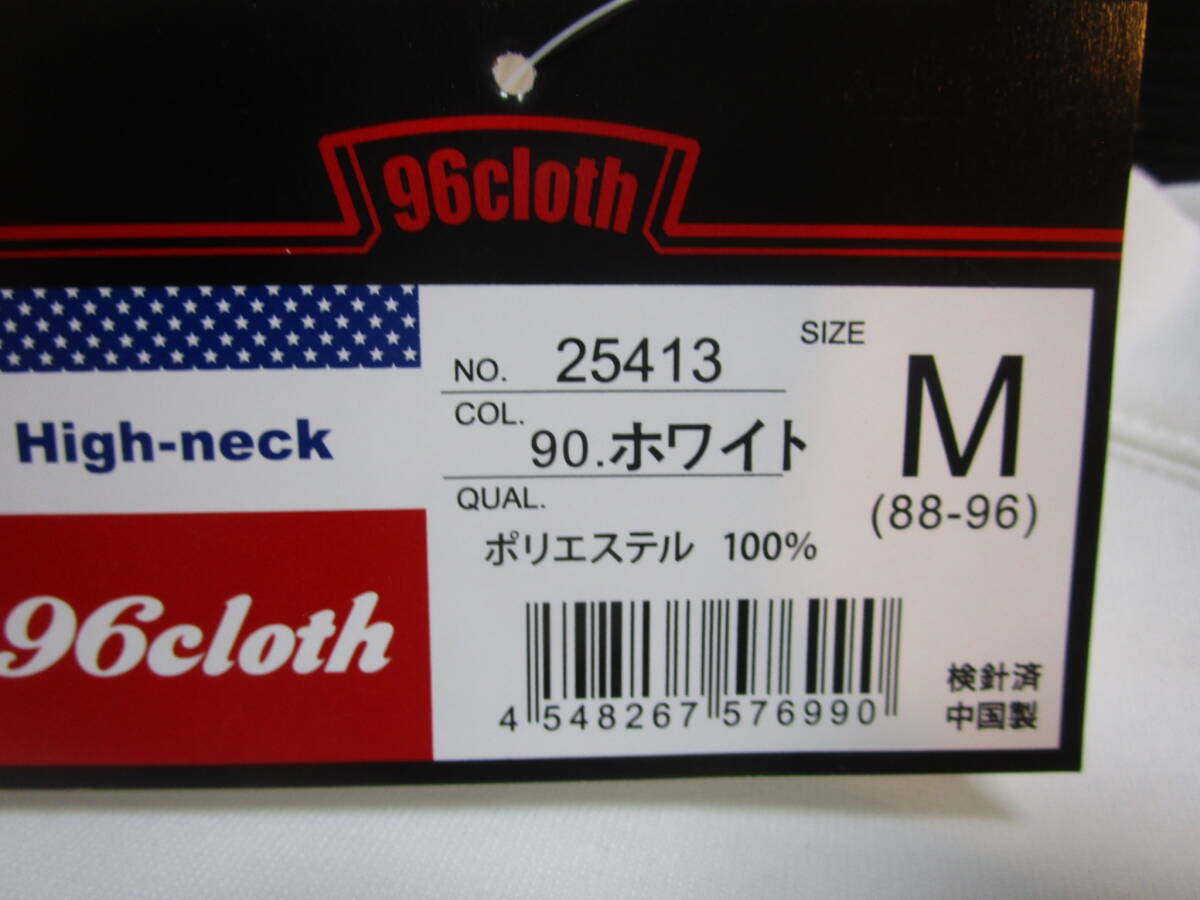 96cloth
High-neck
96cloth
NO. 25413
COL. 90.ホワイト
QUAL.
ポリエステル 100%
SIZE
M
(88-96)
4 548267 576990
検針済
中国製